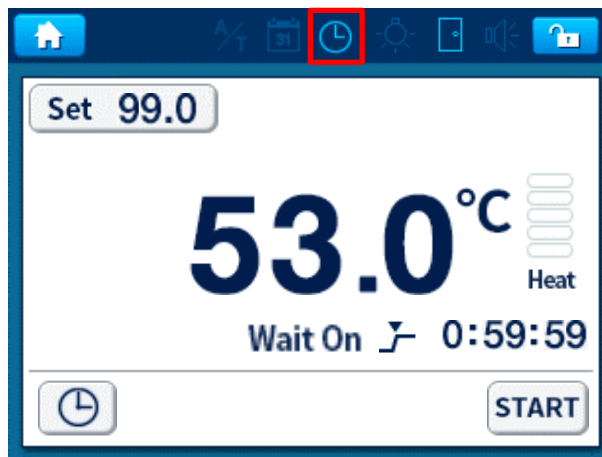 A/T 31
Set 99.0
53.0°C
Heat
Wait On 0:59:59
START